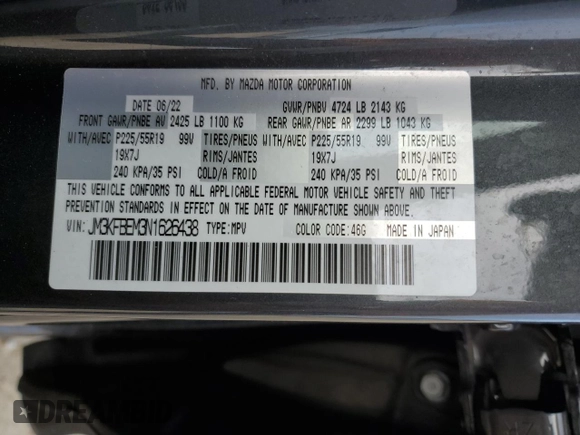 MFD. BY MAZDA MOTOR CORPORATION
DATE 06/22 GVWR/PNBV 4724 LB 2143 KG
FRONT GAWR/PNBE AV 2425 LB 1100 KG REAR GAWR/PNBE AR 2299 LB 1043 KG
WITH/AVEC P225/55R19 99V TIRES/PNEUS WITH/AVEC P225/55R19 99V TIRES/PNEUS
19X7J RIMS/JANTES 19X7J RIMS/JANTES
240 KPA/35 PSI COLD/A FROID 240 KPA/35 PSI COLD/A FROID
THIS VEHICLE CONFORMS TO ALL APPLICABLE FEDERAL MOTOR VEHICLE SAFETY AND THEFT
PREVENTION STANDARDS IN EFFECT ON THE DATE OF MANUFACTURE SHOWN ABOVE.
VIN: JM3KFBEM3N1626438 TYPE:MPV COLOR CODE:46G MADE IN JAPAN
DREAMBID